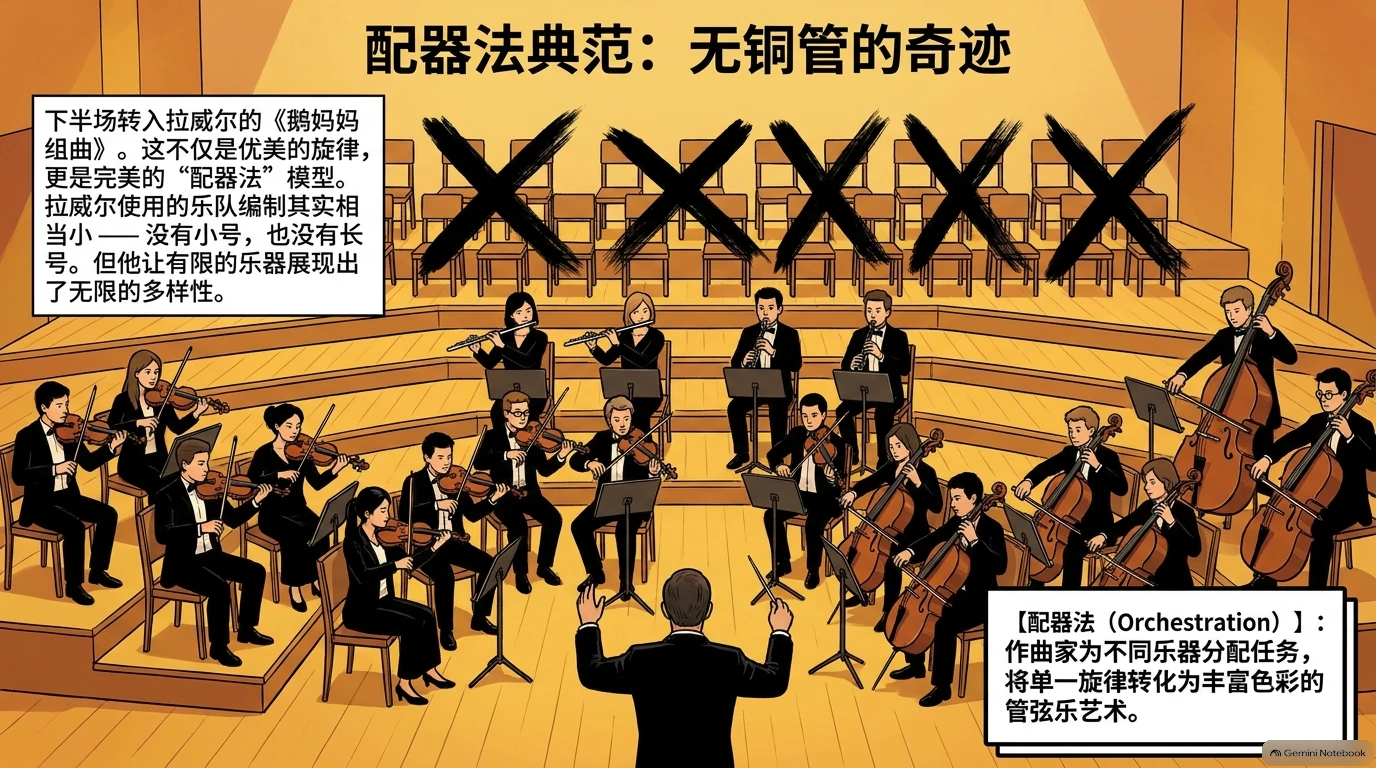 配器法典范：无铜管的奇迹
下半场转入拉威尔的《鹅妈妈
组曲》。这不仅是优美的旋律，
更是完美的“配器法”模型。
拉威尔使用的乐队编制其实相
当小 —— 没有小号，也没有长
号。但他让有限的乐器展现出
了无限的多样性。
【配器法（Orchestration）】：
作曲家为不同乐器分配任务，
将单一旋律转化为丰富色彩的
管弦乐艺术。
Gemini Notebook